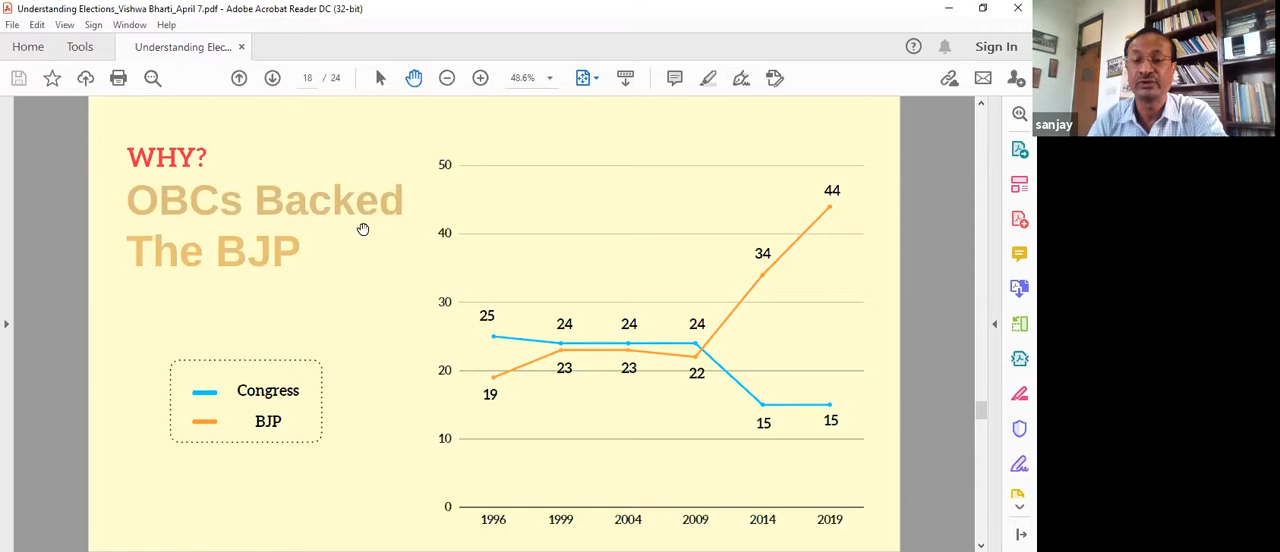 Understanding Elections_Vishwa Bharti_April 7.pdf - Adobe Acrobat Reader DC (32-bit)
File Edit View Sign Window Help
Home Tools Understanding Elec... × Sign In
18 / 24 48.6%
sanjay
WHY?
OBCs Backed
The BJP
Congress
BJP
50
40
30
20
10
0
25 24 24 24 15 15
19 23 23 22 34 44
1996 1999 2004 2009 2014 2019